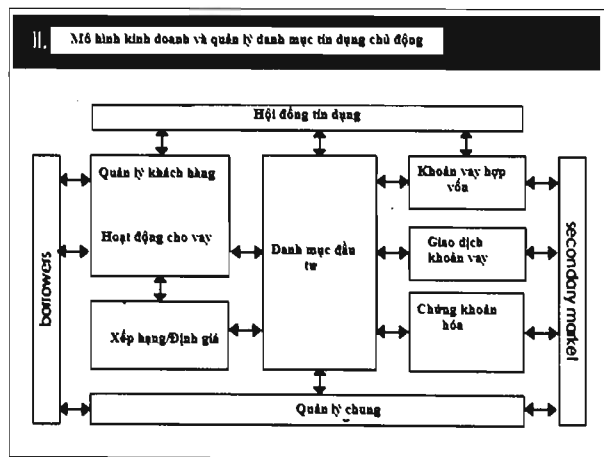 II. Mô hình kinh doanh và quản lý danh mục tín dụng chủ động
Hội đồng tín dụng
Quản lý khách hàng
Hoạt động cho vay
Xếp hạng/Định giá
Danh mục đầu
tư
Khoản vay hợp
vốn
Giao dịch
khoản vay
Chứng khoán
hóa
Quản lý chung
borrowers
secondary market